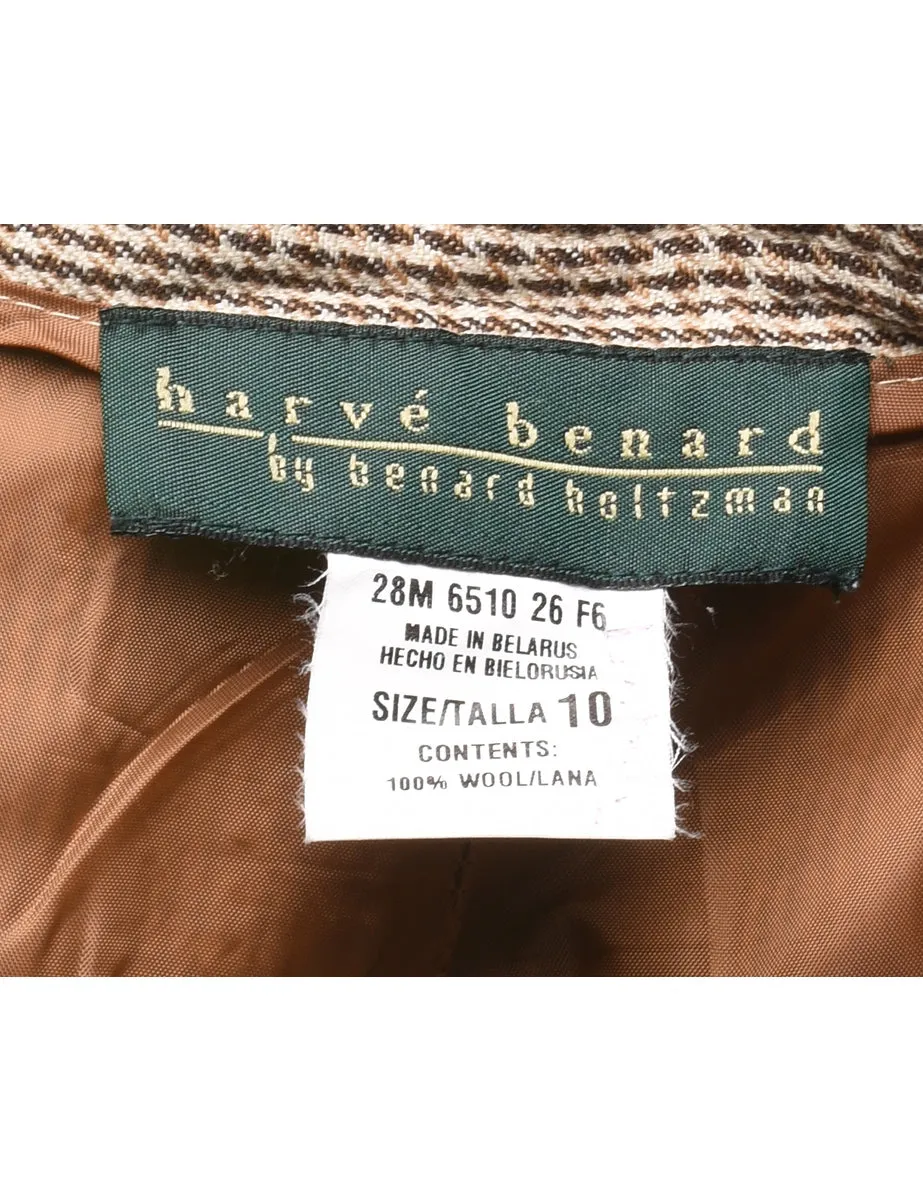 harvé benard
by benard holtzman
28M 6510 26 F6
MADE IN BELARUS
HECHO EN BIELORUSIA
SIZE/TALLA 10
CONTENTS:
100% WOOL/LANA